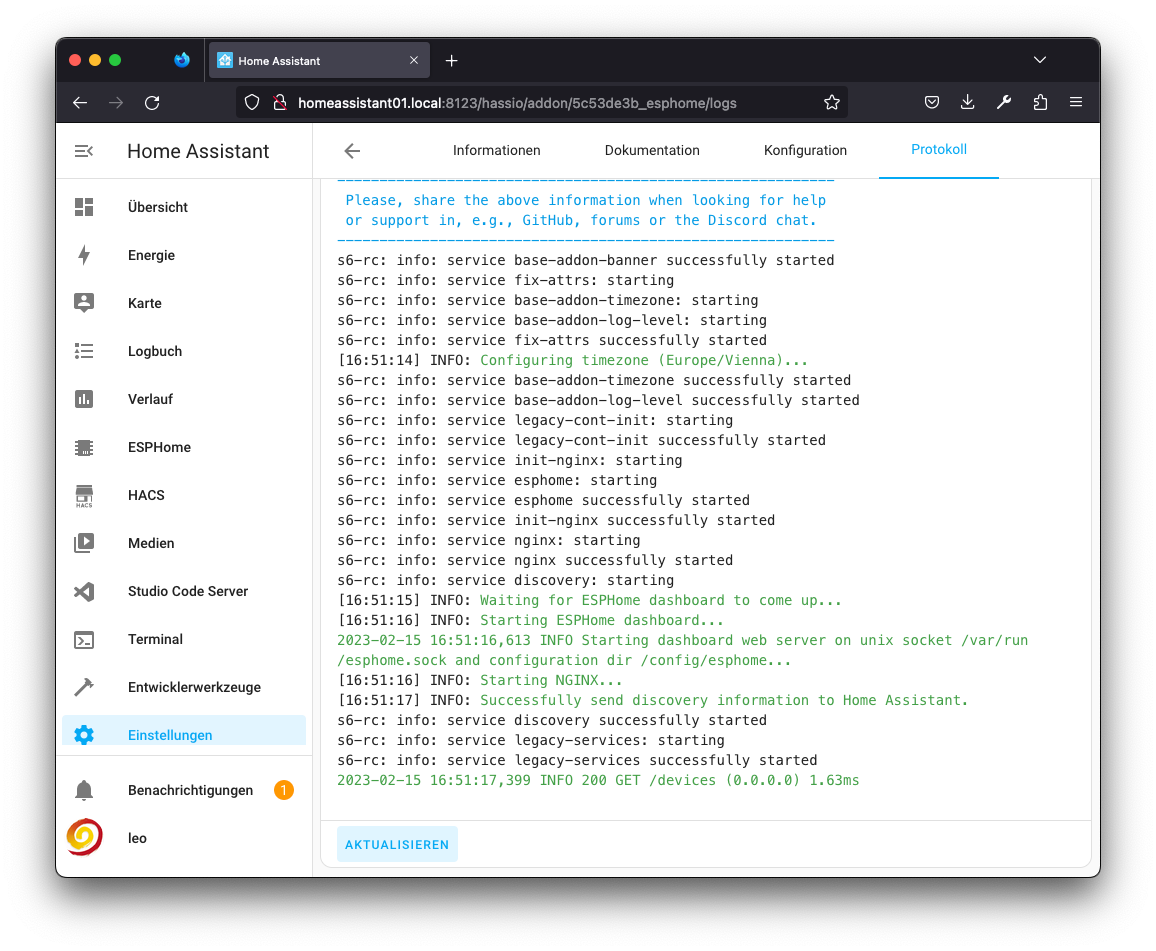 Home Assistant
homeassistant01.local:8123/hassio/addon/5c53de3b_esphome/logs
Home Assistant
Informationen
Dokumentation
Konfiguration
Protokoll
Übersicht
Energie
Karte
Logbuch
Verlauf
ESPHome
HACS
HACS
Medien
Studio Code Server
Terminal
Entwicklerwerkzeuge
Einstellungen
Benachrichtigungen 1
leo
Please, share the above information when looking for help
or support in, e.g., GitHub, forums or the Discord chat.
s6-rc: info: service base-addon-banner successfully started
s6-rc: info: service fix-attrs: starting
s6-rc: info: service base-addon-timezone: starting
s6-rc: info: service base-addon-log-level: starting
s6-rc: info: service fix-attrs successfully started
[16:51:14] INFO: Configuring timezone (Europe/Vienna)...
s6-rc: info: service base-addon-timezone successfully started
s6-rc: info: service base-addon-log-level successfully started
s6-rc: info: service legacy-cont-init: starting
s6-rc: info: service legacy-cont-init successfully started
s6-rc: info: service init-nginx: starting
s6-rc: info: service esphome: starting
s6-rc: info: service esphome successfully started
s6-rc: info: service init-nginx successfully started
s6-rc: info: service nginx: starting
s6-rc: info: service nginx successfully started
s6-rc: info: service discovery: starting
[16:51:15] INFO: Waiting for ESPHome dashboard to come up...
[16:51:16] INFO: Starting ESPHome dashboard...
2023-02-15 16:51:16,613 INFO Starting dashboard web server on unix socket /var/run
/esphome.sock and configuration dir /config/esphome...
[16:51:16] INFO: Starting NGINX...
[16:51:17] INFO: Successfully send discovery information to Home Assistant.
s6-rc: info: service discovery successfully started
s6-rc: info: service legacy-services: starting
s6-rc: info: service legacy-services successfully started
2023-02-15 16:51:17,399 INFO 200 GET /devices (0.0.0.0) 1.63ms
AKTUALISIEREN